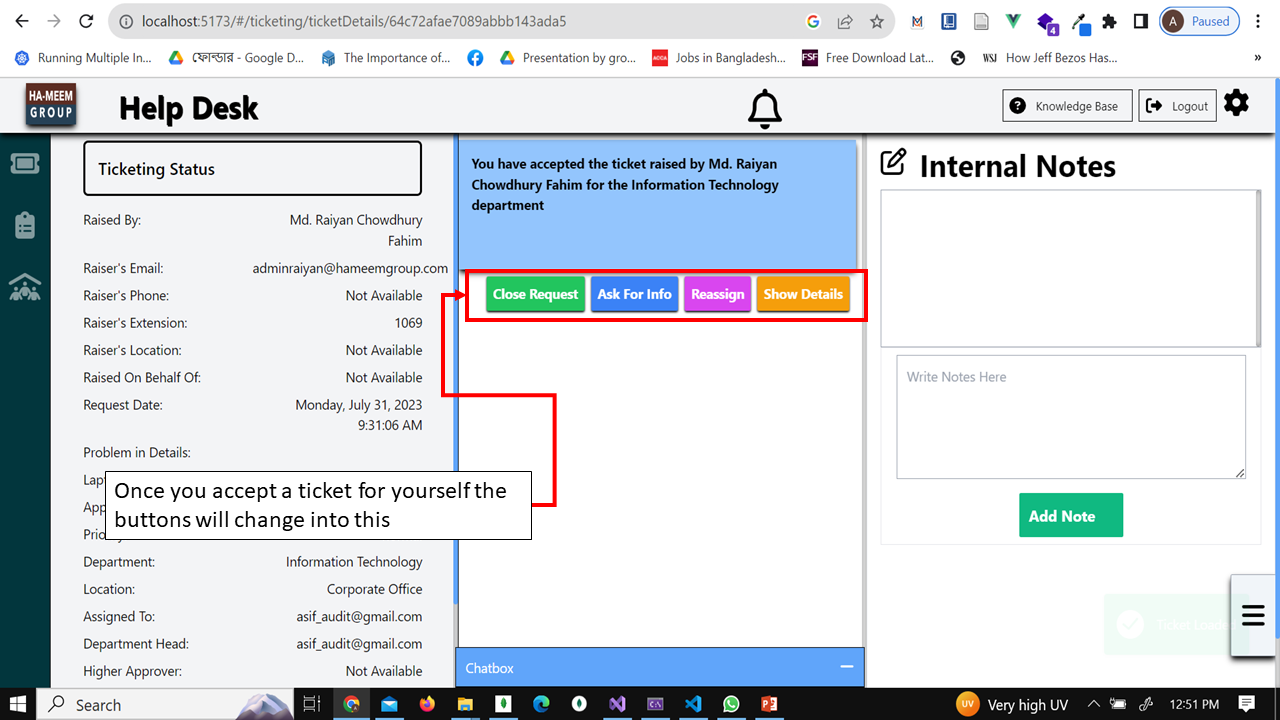 localhost:5173/#/ticketing/ticketDetails/64c72afae7089abbb143ada5
A
Paused
4
Running Multiple In...
ফোল্ডার - Google D...
The Importance of...
Presentation by gro...
ACCA
Jobs in Bangladesh...
FSF
Free Download Lat...
WSJ
How Jeff Bezos Has...
»
HA-MEEM
GROUP
Help Desk
Knowledge Base
Logout
Ticketing Status
Raised By: Md. Raiyan Chowdhury
Fahim
Raiser's Email: adminraiyan@hameemgroup.com
Raiser's Phone: Not Available
Raiser's Extension: 1069
Raiser's Location: Not Available
Raised On Behalf Of: Not Available
Request Date: Monday, July 31, 2023
9:31:06 AM
Problem in Details:
Department: Information Technology
Location: Corporate Office
Assigned To: asif_audit@gmail.com
Department Head: asif_audit@gmail.com
Higher Approver: Not Available
Once you accept a ticket for yourself the
buttons will change into this
You have accepted the ticket raised by Md. Raiyan
Chowdhury Fahim for the Information Technology
department
Close Request
Ask For Info
Reassign
Show Details
Chatbox
Internal Notes
Write Notes Here
Add Note
Ticket Loaded
Search
UV
Very high UV
12:51 PM